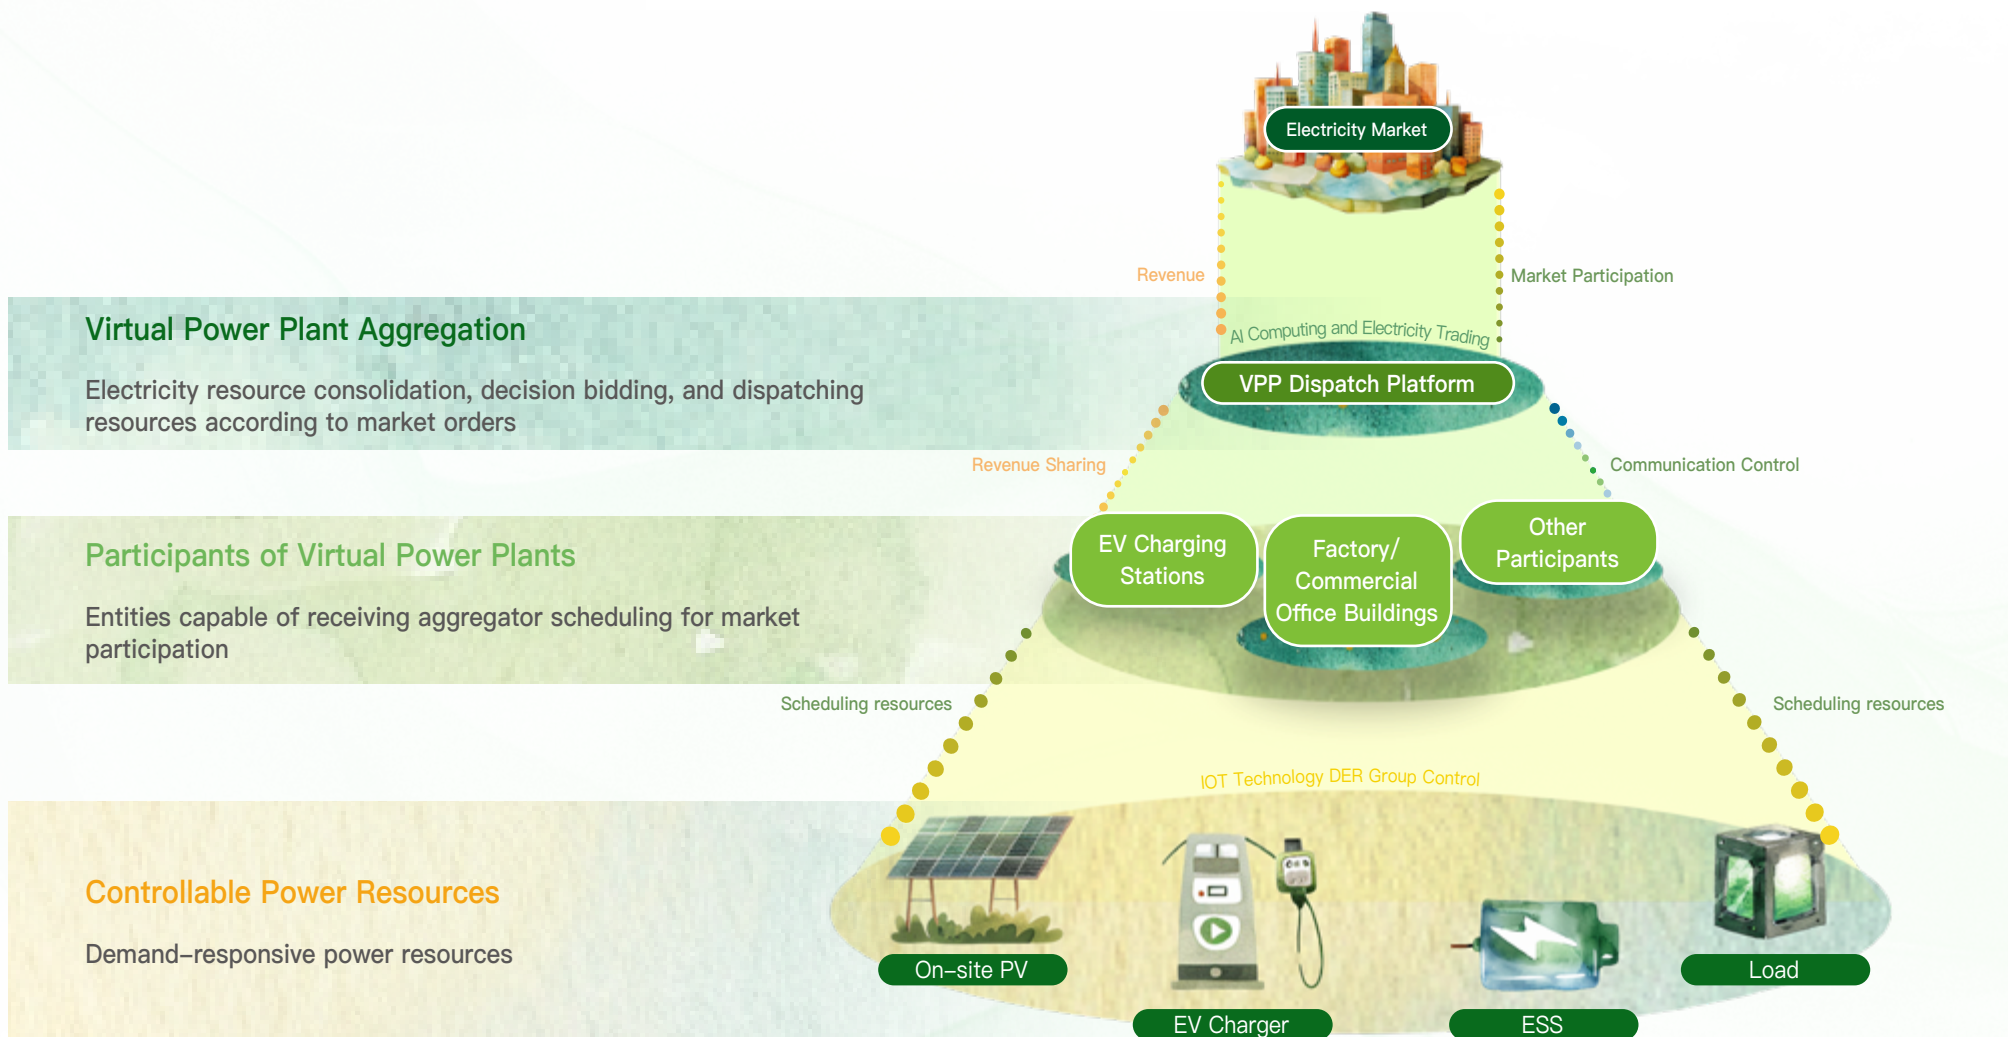 Electricity Market
Revenue
Market Participation
Virtual Power Plant Aggregation
Electricity resource consolidation, decision bidding, and dispatching
resources according to market orders
AI Computing and Electricity Trading
VPP Dispatch Platform
Revenue Sharing
Communication Control
Participants of Virtual Power Plants
Entities capable of receiving aggregator scheduling for market
participation
EV Charging
Stations
Factory/
Commercial
Office Buildings
Other
Participants
Scheduling resources
Scheduling resources
IOT Technology DER Group Control
Controllable Power Resources
Demand-responsive power resources
On-site PV
EV Charger
ESS
Load